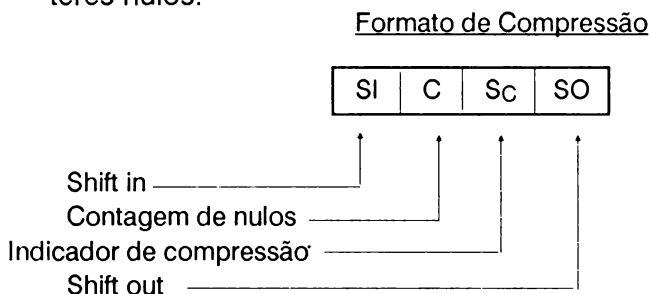 teres nulos.
Formato de Compressão
SI C SC SO
Shift in
Contagem de nulos
Indicador de compressão
Shift out